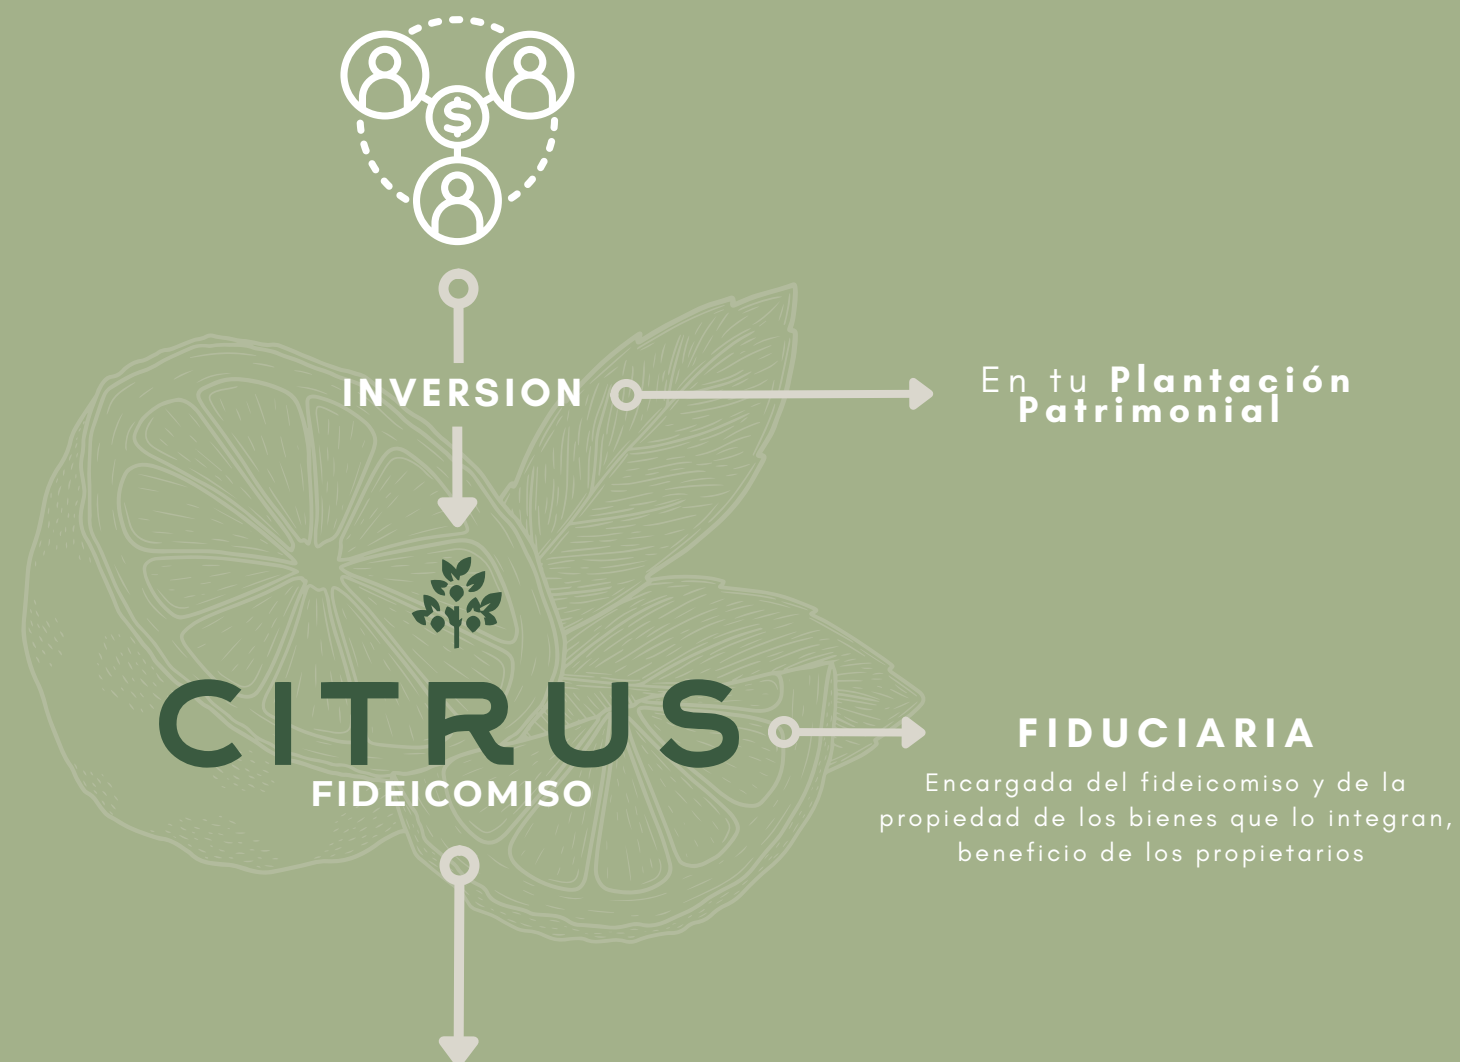 INVERSION
En tu Plantación
Patrimonial
CITRUS
FIDEICOMISO
FIDUCIARIA
Encargada del fideicomiso y de la
propiedad de los bienes que lo integran,
beneficio de los propietarios